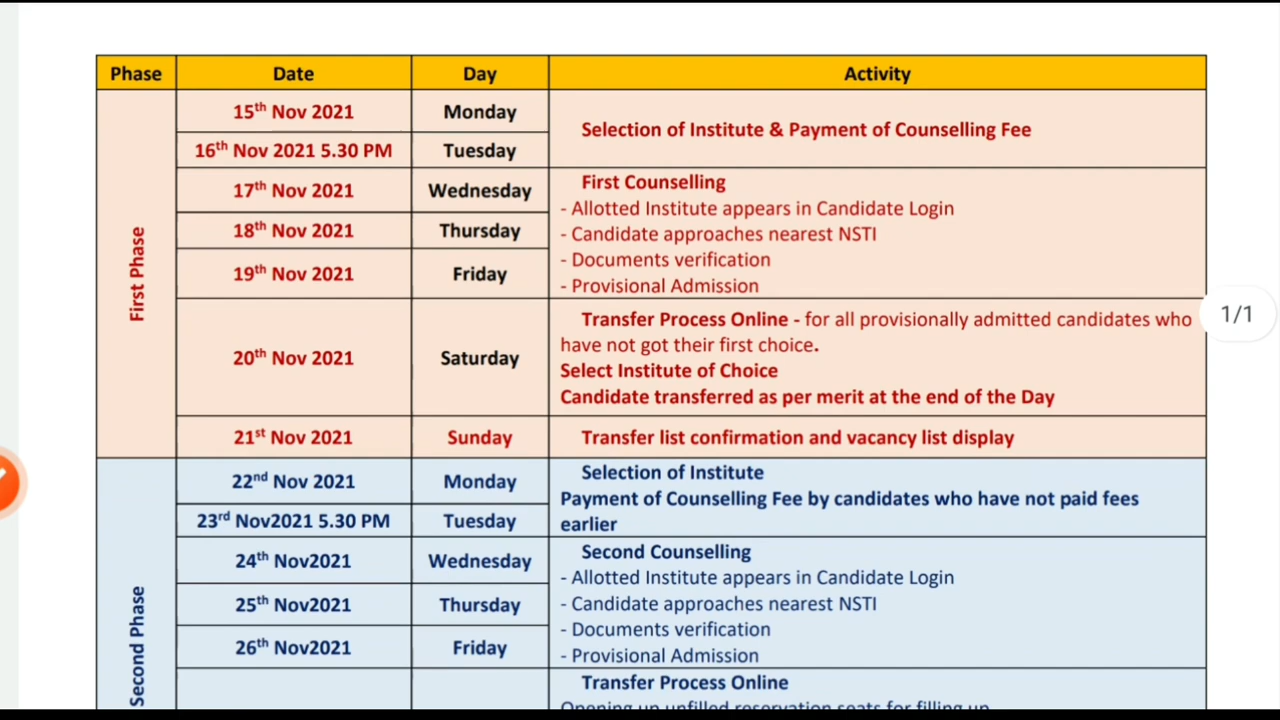 Phase Date Day Activity
First Phase
15th Nov 2021 Monday
16th Nov 2021 5.30 PM Tuesday
Selection of Institute & Payment of Counselling Fee
17th Nov 2021 Wednesday
18th Nov 2021 Thursday
19th Nov 2021 Friday
First Counselling
- Allotted Institute appears in Candidate Login
- Candidate approaches nearest NSTI
- Documents verification
- Provisional Admission
20th Nov 2021 Saturday
Transfer Process Online - for all provisionally admitted candidates who
have not got their first choice.
Select Institute of Choice
Candidate transferred as per merit at the end of the Day
21st Nov 2021 Sunday Transfer list confirmation and vacancy list display
1/1
Second Phase
22nd Nov 2021 Monday
23rd Nov2021 5.30 PM Tuesday
Selection of Institute
Payment of Counselling Fee by candidates who have not paid fees
earlier
24th Nov2021 Wednesday
25th Nov2021 Thursday
26th Nov2021 Friday
Second Counselling
- Allotted Institute appears in Candidate Login
- Candidate approaches nearest NSTI
- Documents verification
- Provisional Admission
Transfer Process Online
Opening up unfilled reservation seats for filling up